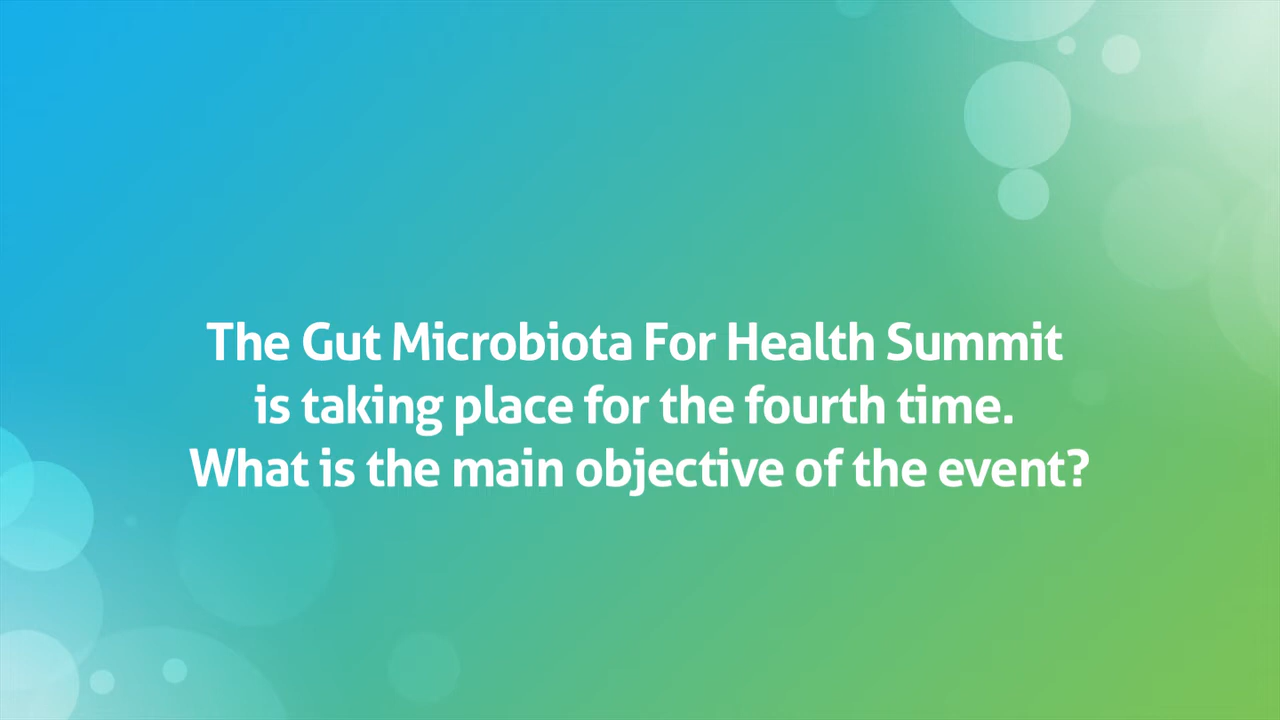 The Gut Microbiota For Health Summit
is taking place for the fourth time.
What is the main objective of the event?